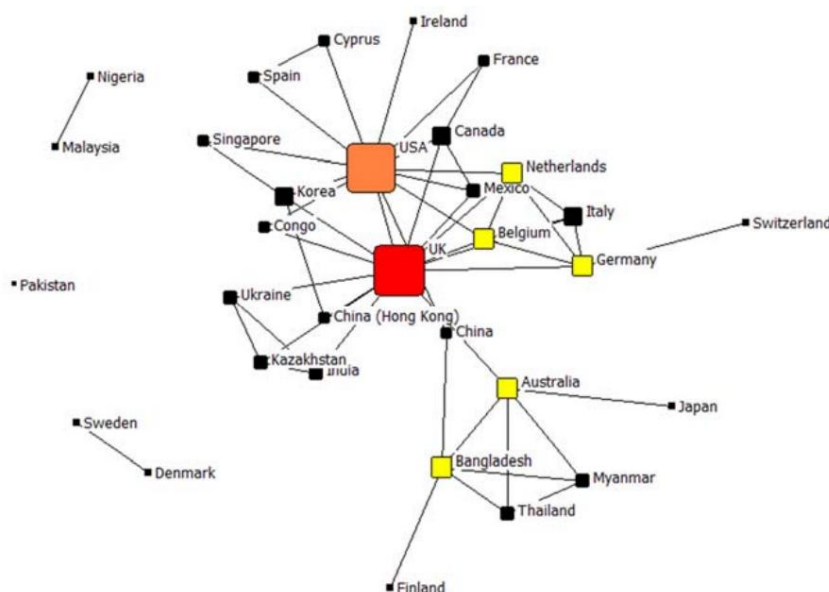 Ireland
Cyprus
France
Spain
Nigeria
Canada
Singapore
USA
Malaysia
Netherlands
Korea
Mexico
Italy
Congo
Belgium
Switzerland
UK
Germany
Pakistan
Ukraine
China (Hong Kong)
China
Kazakhstan
India
Australia
Japan
Sweden
Bangladesh
Denmark
Myanmar
Thailand
Finland